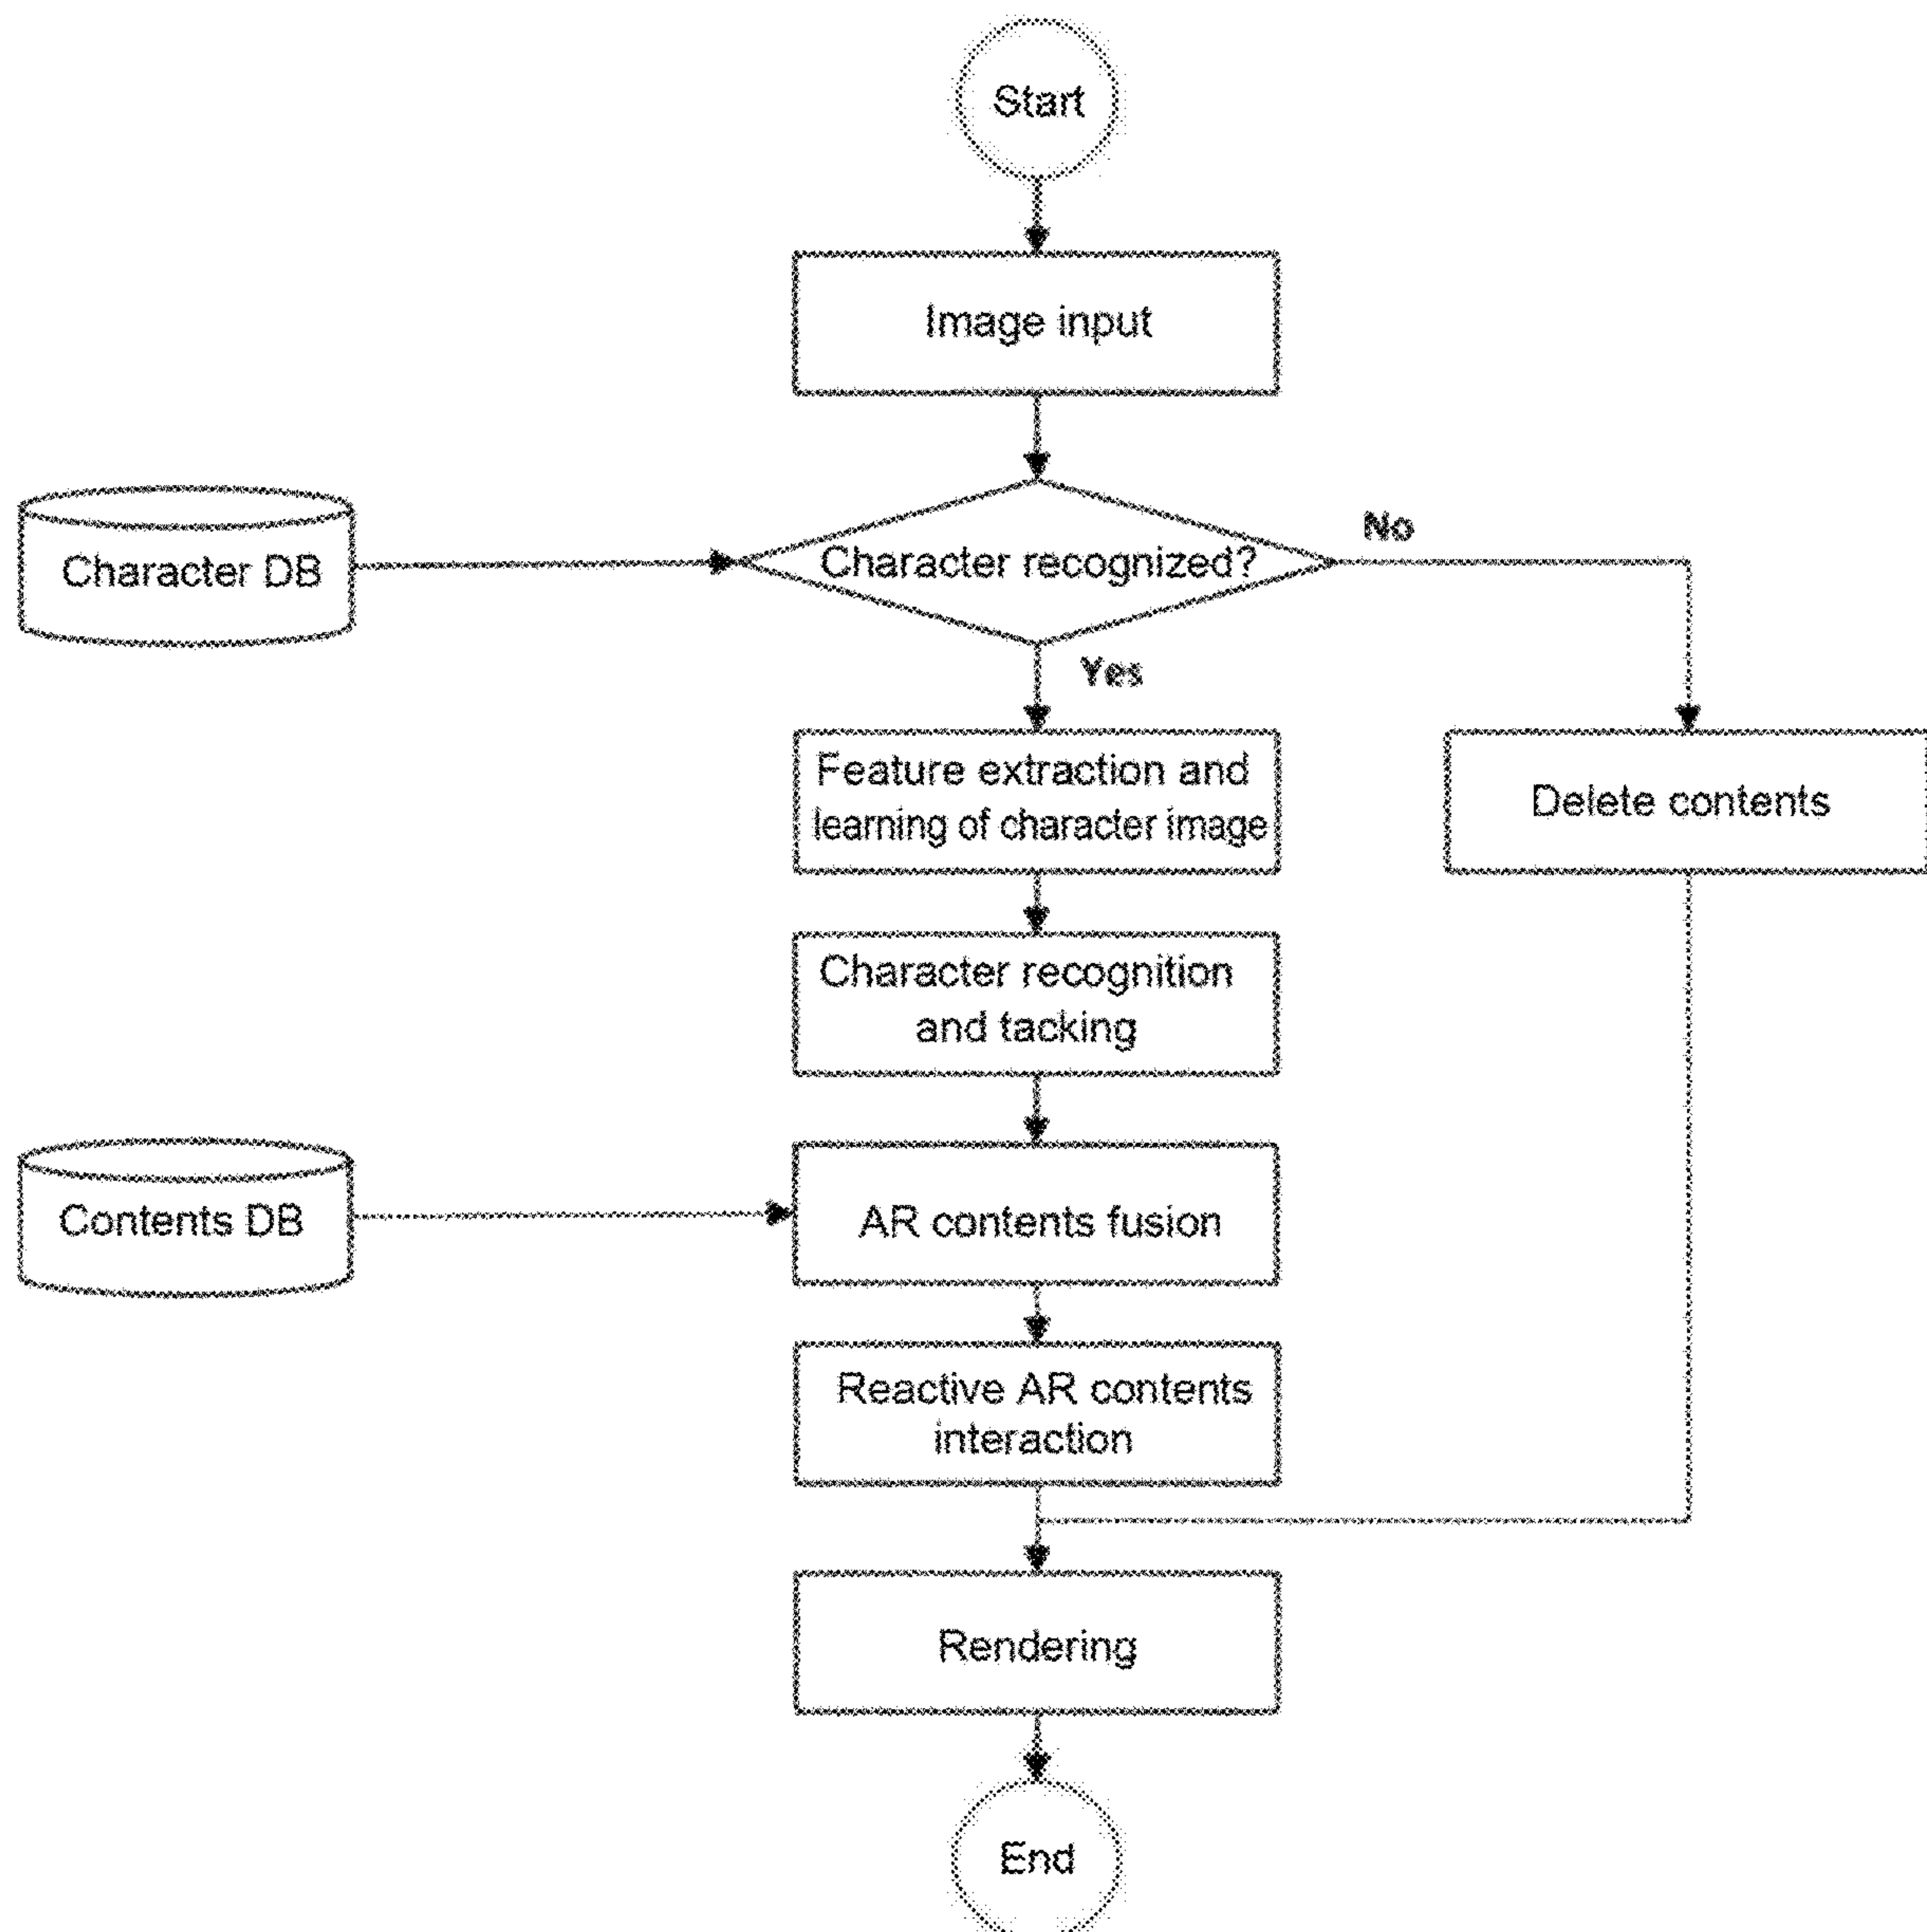 Start
Image input
Character DB
Character recognized?
No
Yes
Feature extraction and
learning of character image
Delete contents
Character recognition
and tacking
Contents DB
AR contents fusion
Reactive AR contents
interaction
Rendering
End